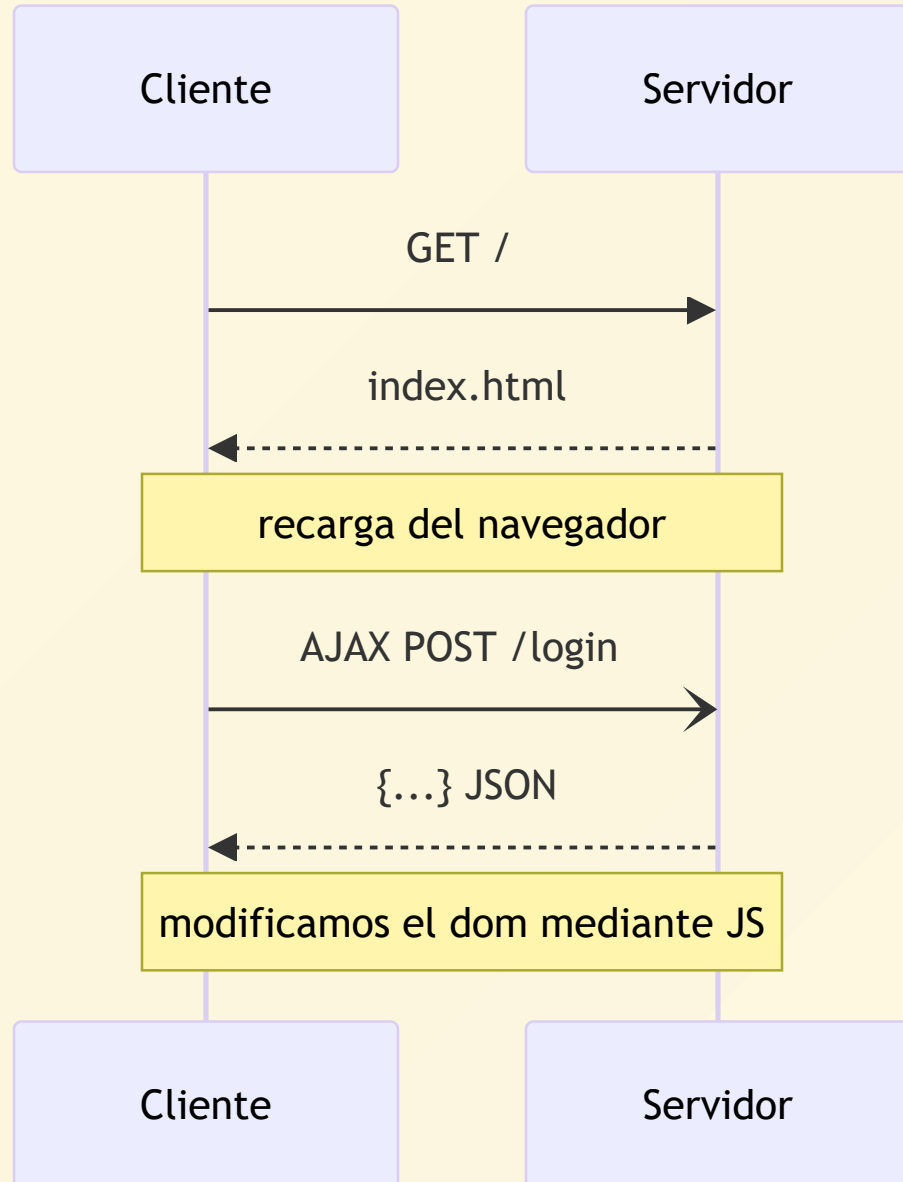 Cliente
Servidor
GET /
index.html
recarga del navegador
AJAX POST /login
{...} JSON
modificamos el dom mediante JS
Cliente
Servidor